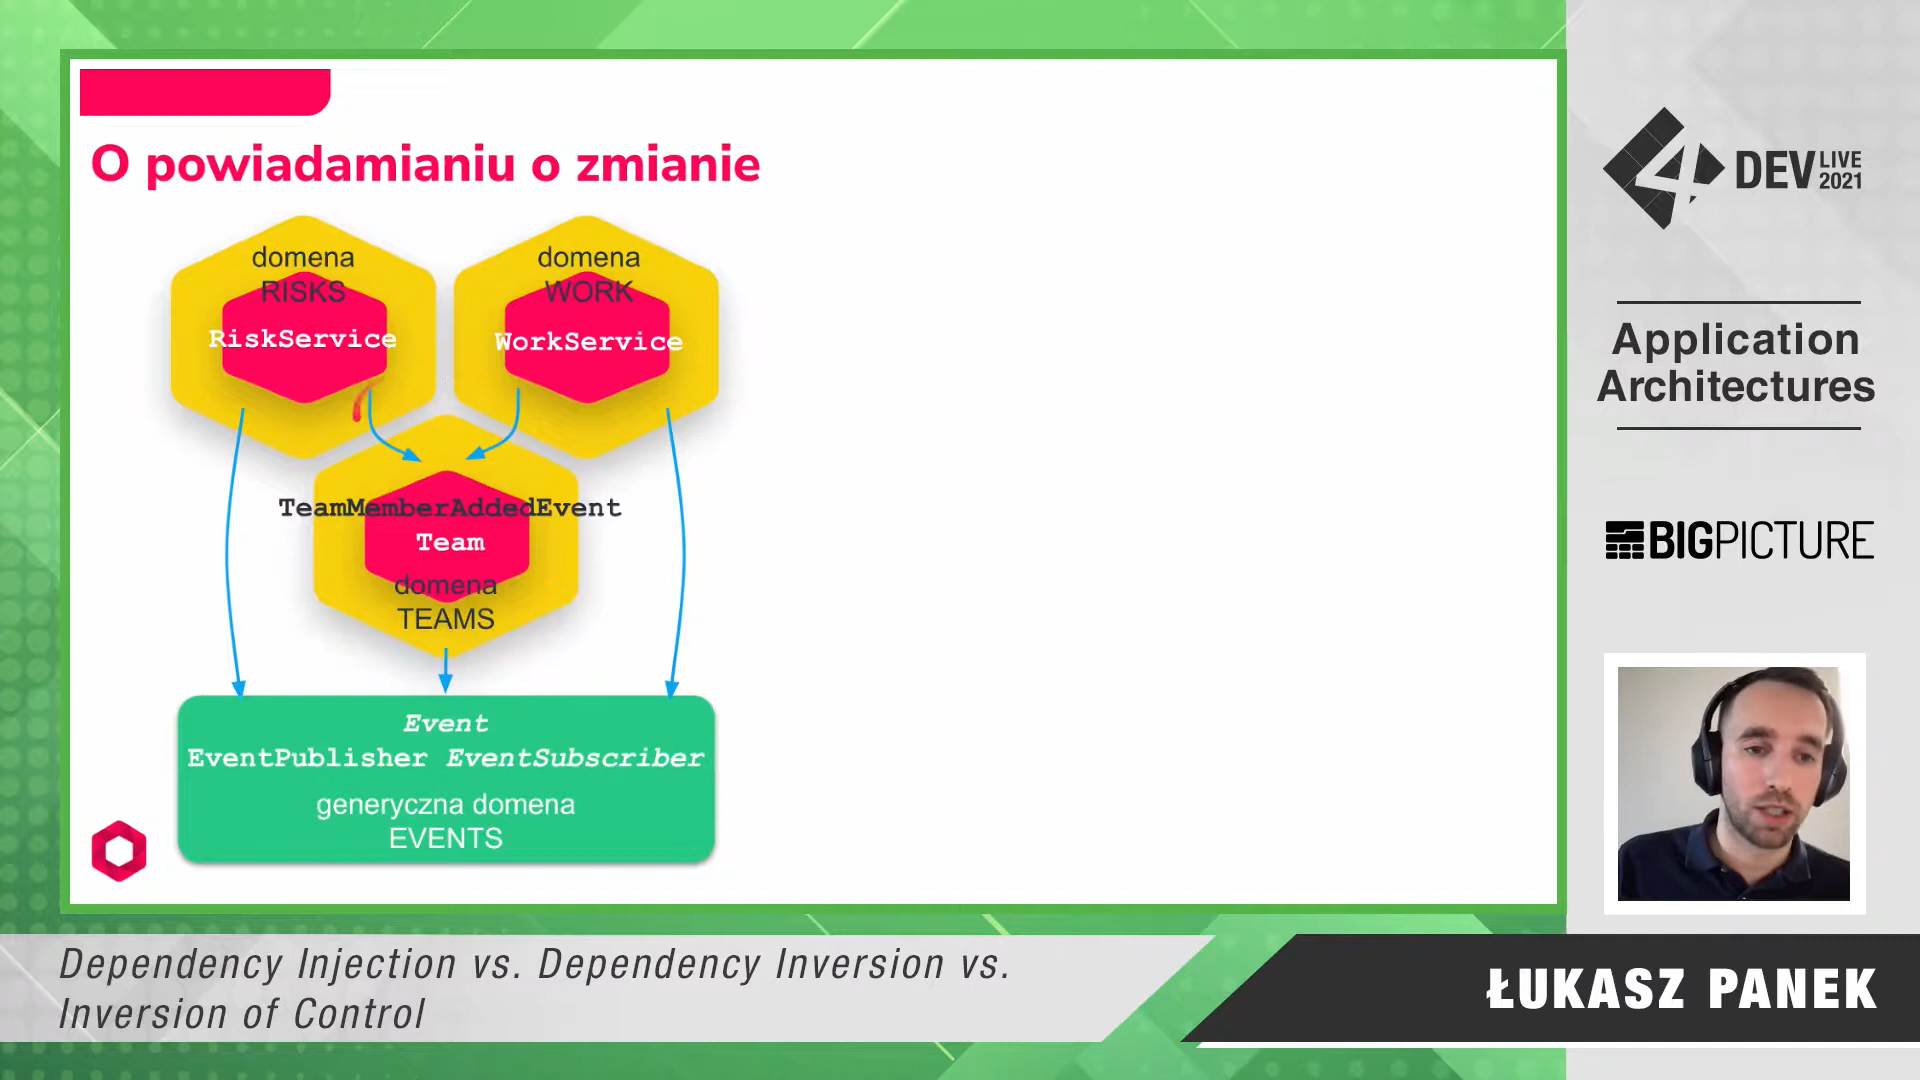 O powiadamianiu o zmianie
domena
RISKS
RiskService
domena
WORK
WorkService
TeamMemberAddedEvent
Team
domena
TEAMS
Event
EventPublisher EventSubscriber
generyczna domena
EVENTS
4
DEV
LIVE
2021
Application
Architectures
BIGPICTURE
Dependency Injection vs. Dependency Inversion vs.
Inversion of Control
ŁUKASZ PANEK